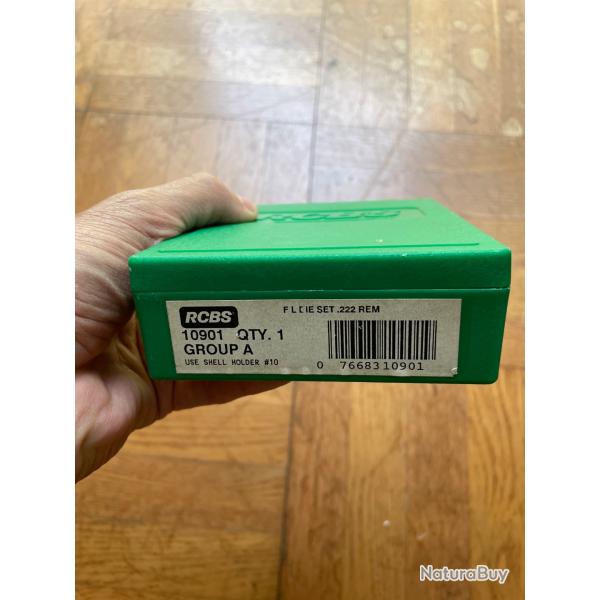 RCBS
RCBS F L DIE SET .222 REM
10901 QTY. 1
GROUP A
USE SHELL HOLDER #10
0 7668310901
NaturaBuy